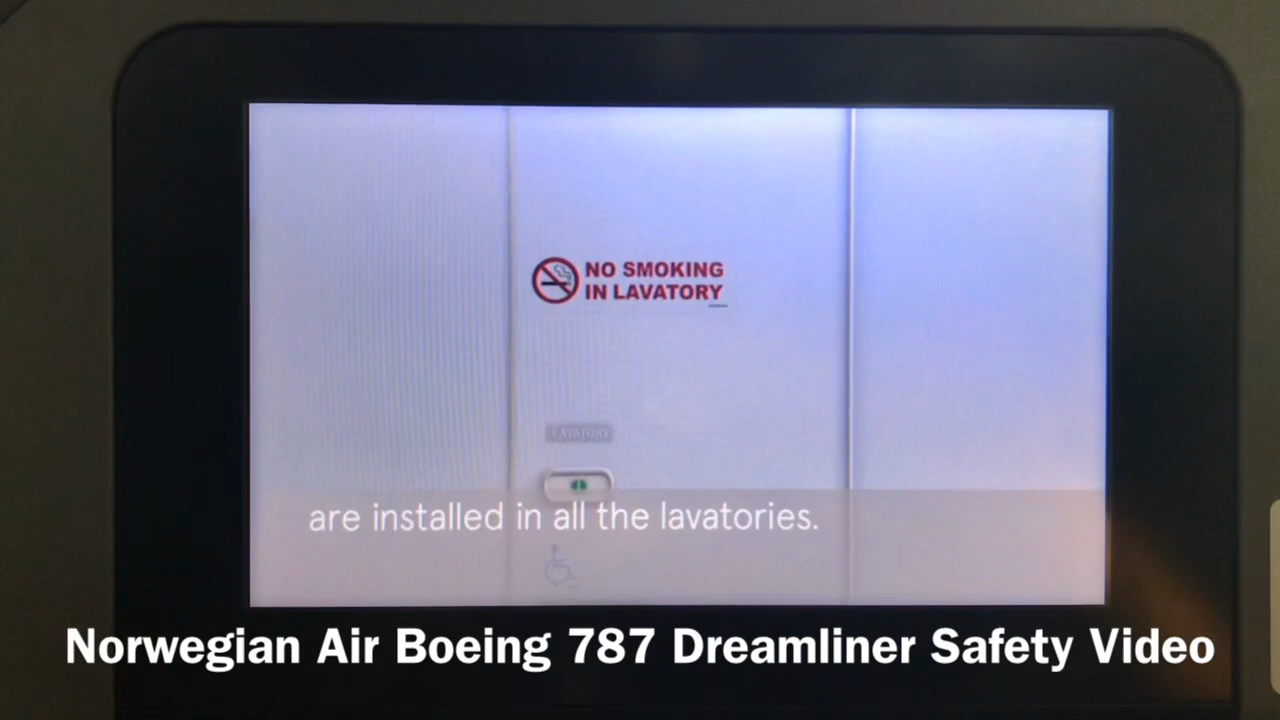 NO SMOKING
IN LAVATORY
LAVATORY
are installed in all the lavatories.
Norwegian Air Boeing 787 Dreamliner Safety Video